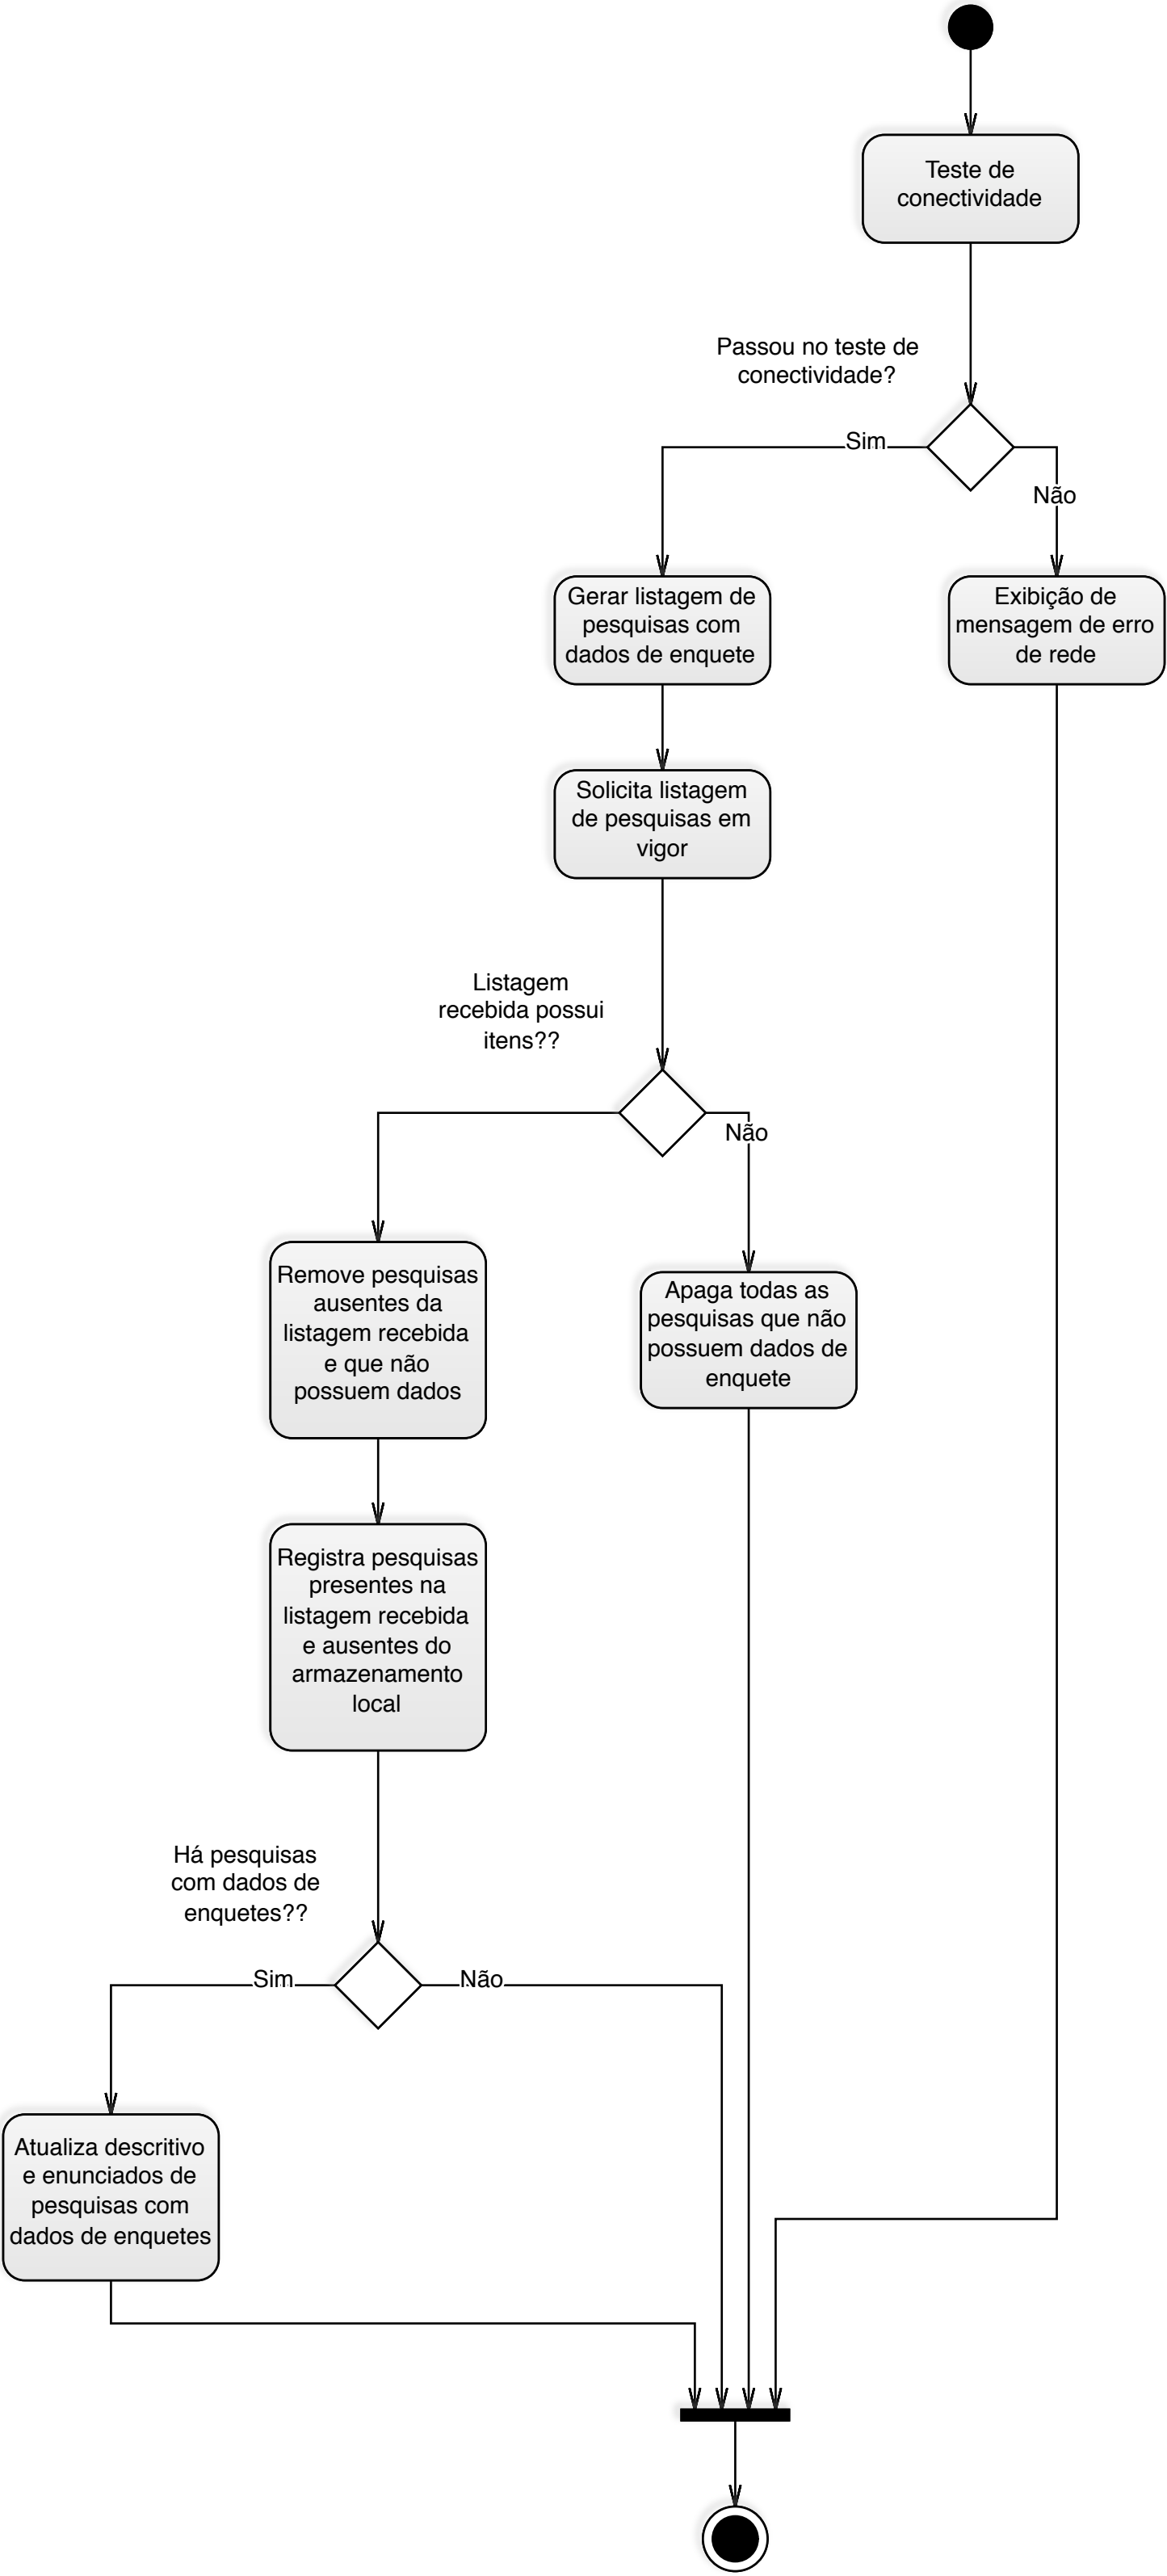 Teste de
conectividade
Passou no teste de
conectividade?
Sim
Não
Gerar listagem de
pesquisas com
dados de enquete
Exibição de
mensagem de erro
de rede
Solicita listagem
de pesquisas em
vigor
Listagem
recebida possui
itens??
Não
Remove pesquisas
ausentes da
listagem recebida
e que não
possuem dados
Apaga todas as
pesquisas que não
possuem dados de
enquete
Registra pesquisas
presentes na
listagem recebida
e ausentes do
armazenamento
local
Há pesquisas
com dados de
enquetes??
Sim
Não
Atualiza descritivo
e enunciados de
pesquisas com
dados de enquetes